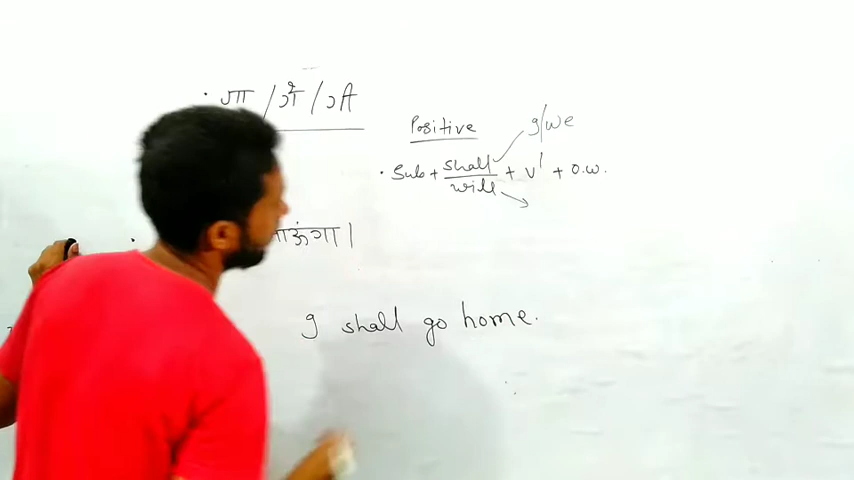 • गा / गे / गी
Positive I/we
• Sub + shall/will + V¹ + O.W.
I shall go home.